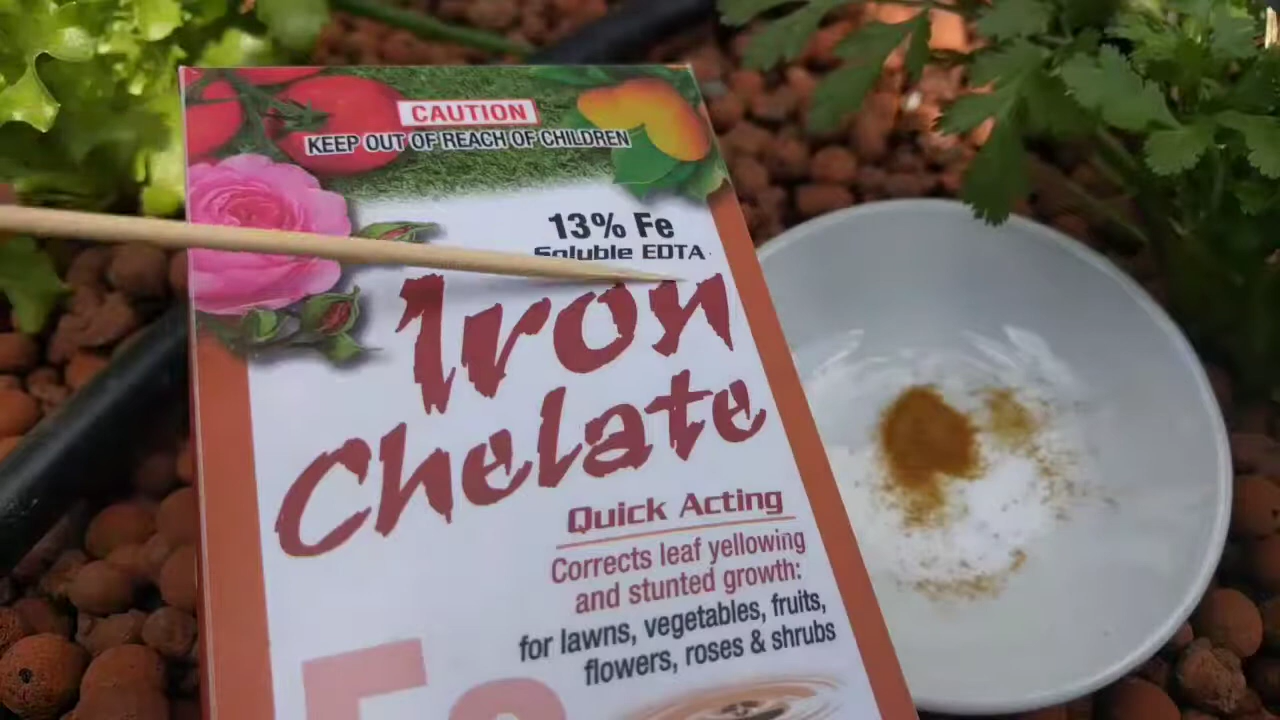 CAUTION
KEEP OUT OF REACH OF CHILDREN
13% Fe
Soluble EDTA
Iron
Chelate
Quick Acting
Corrects leaf yellowing
and stunted growth:
for lawns, vegetables, fruits,
flowers, roses & shrubs
Fe